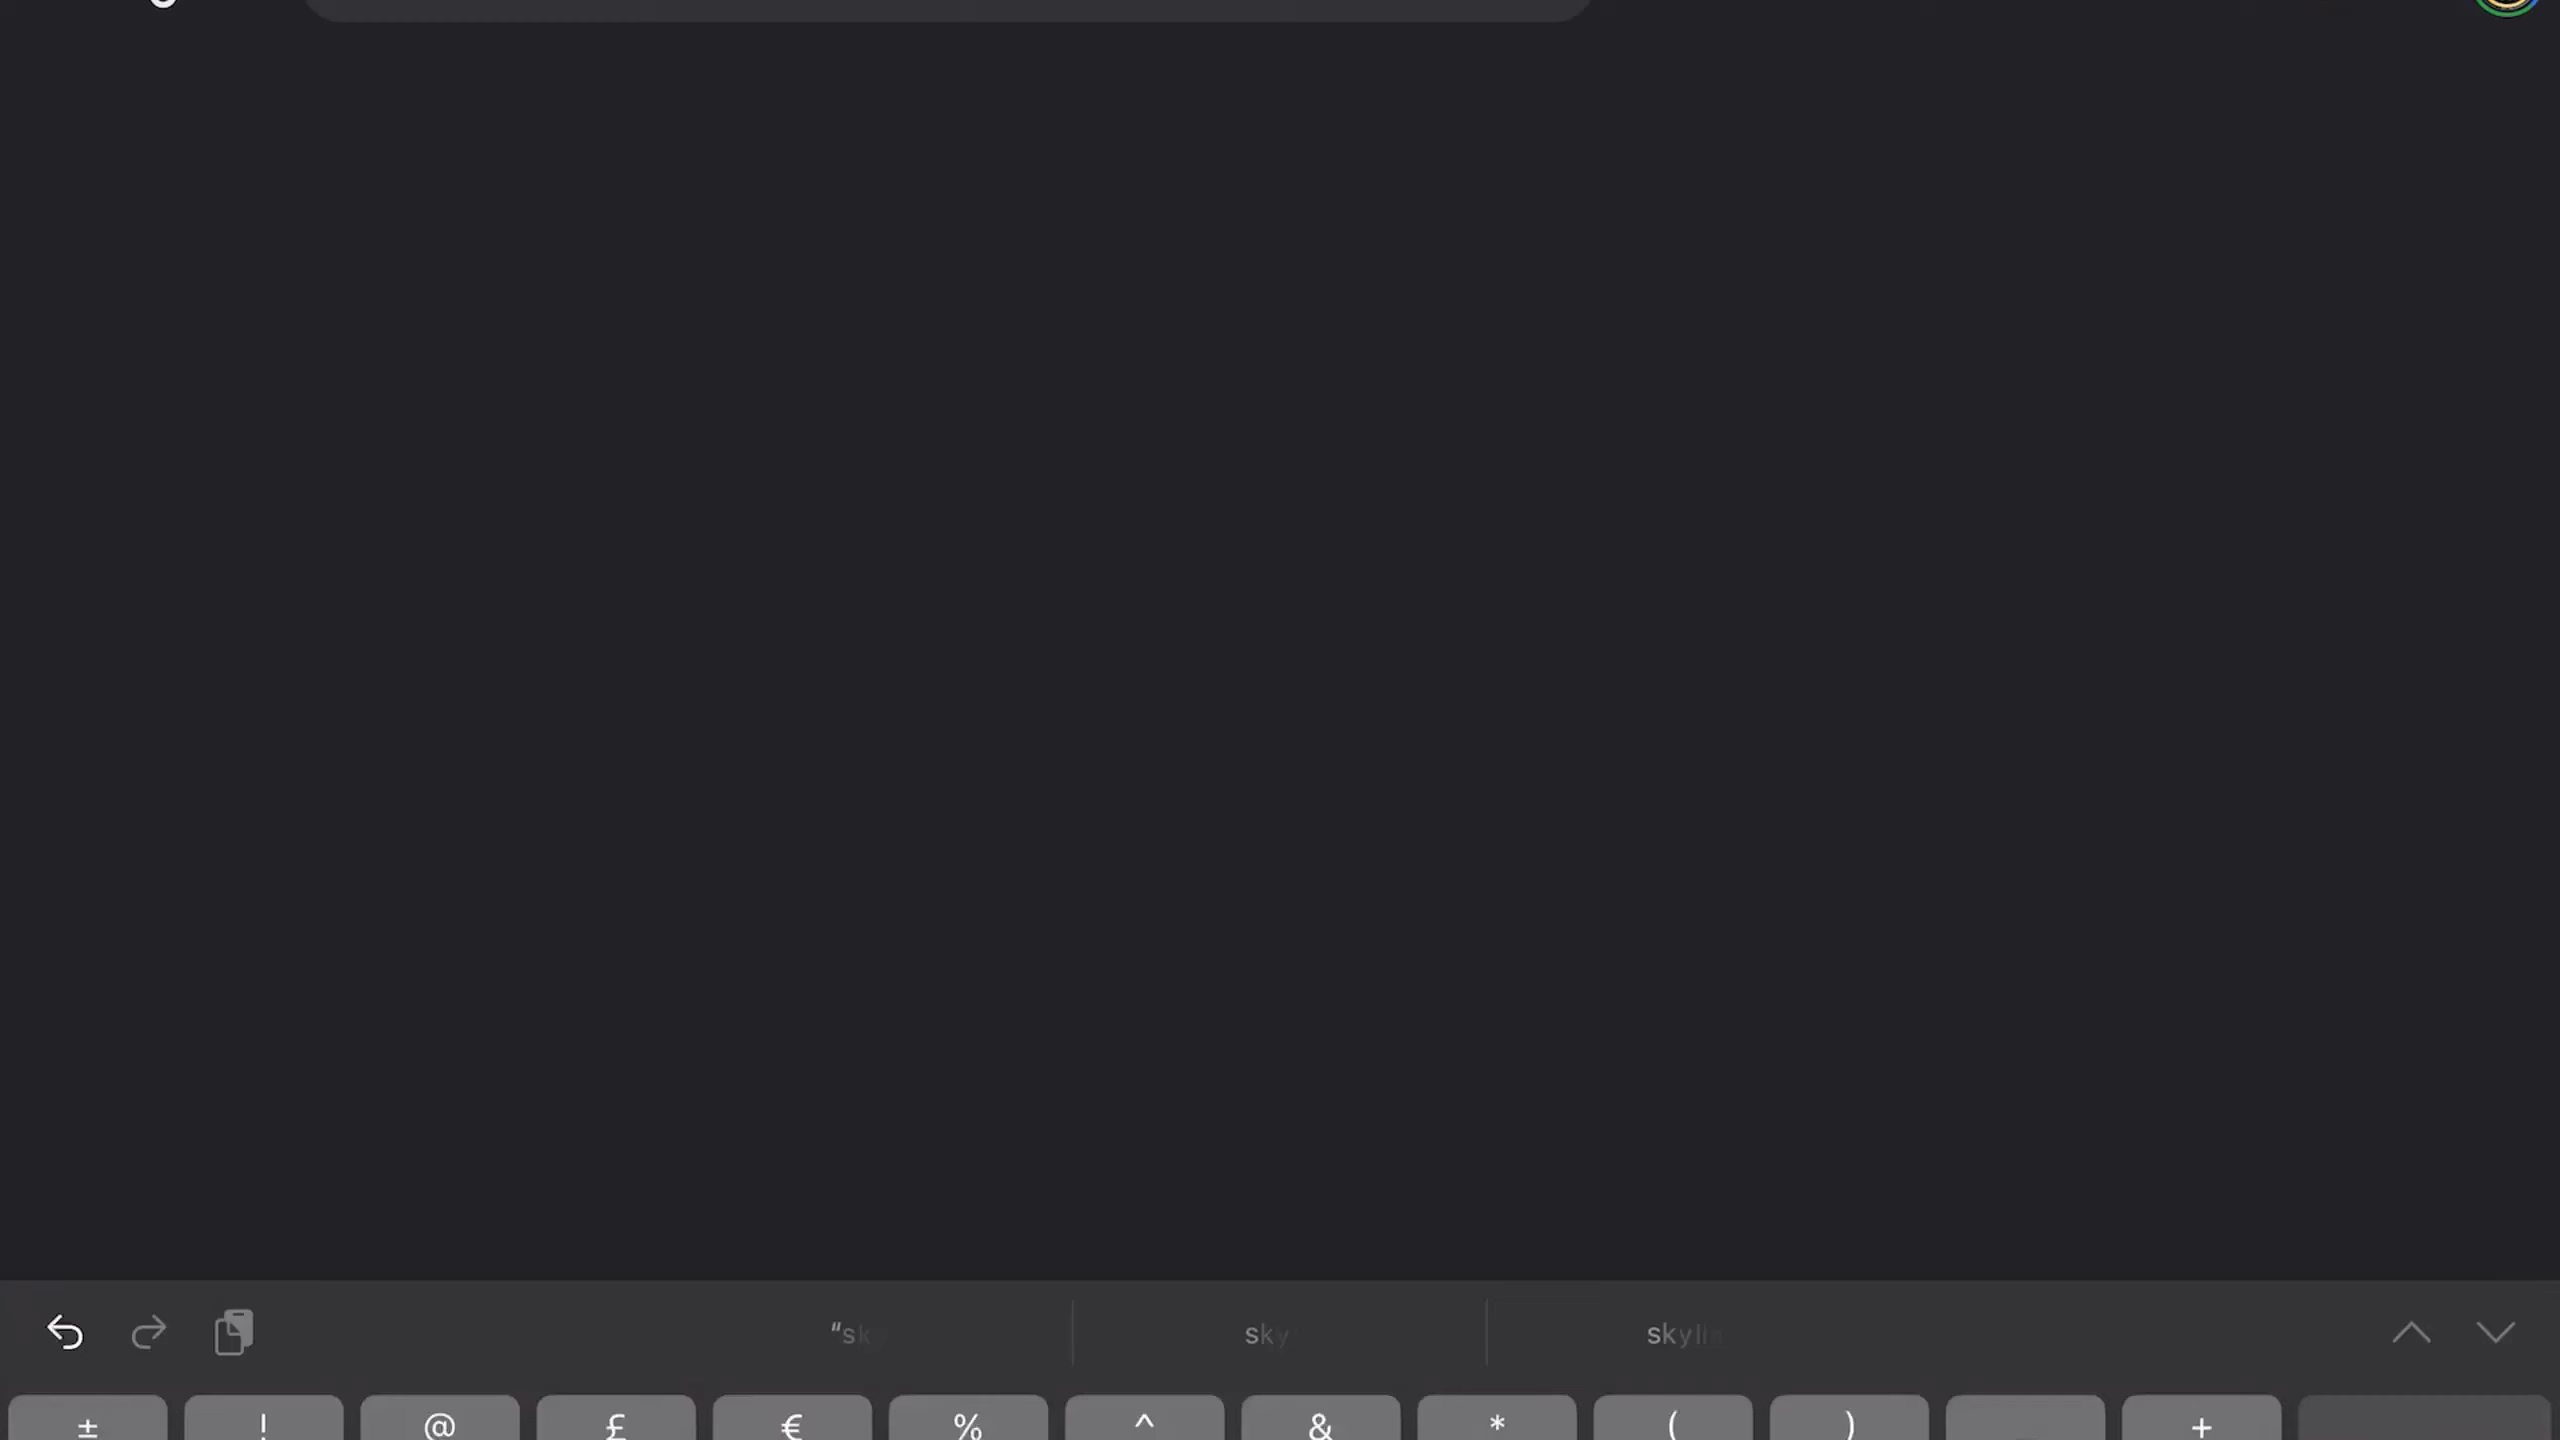 "sk sky skyli
± ! @ £ € % ^ & * ( ) +